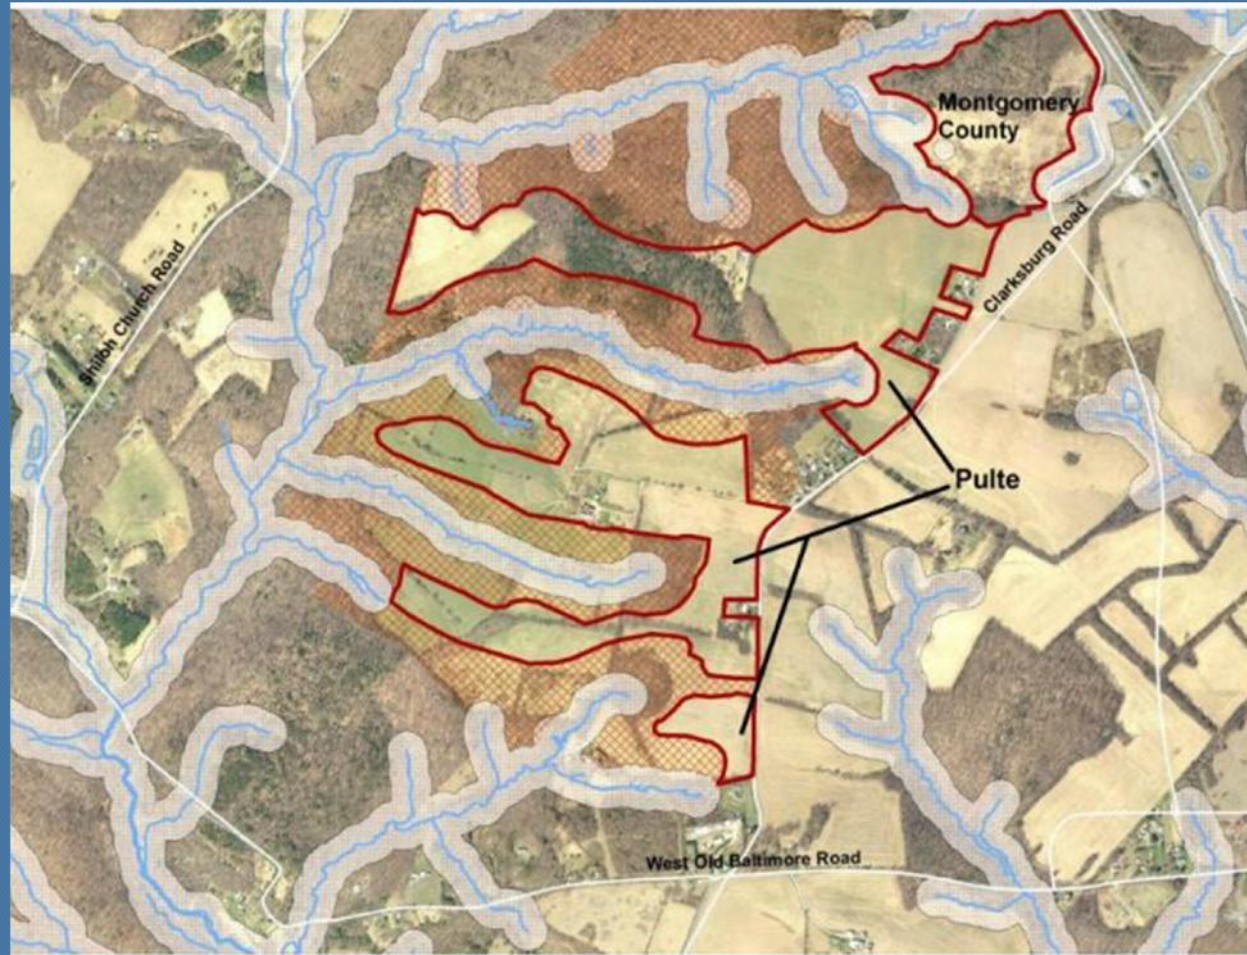 Montgomery
County
Shiloh Church Road
Clarksburg Road
Pulte
West Old Baltimore Road